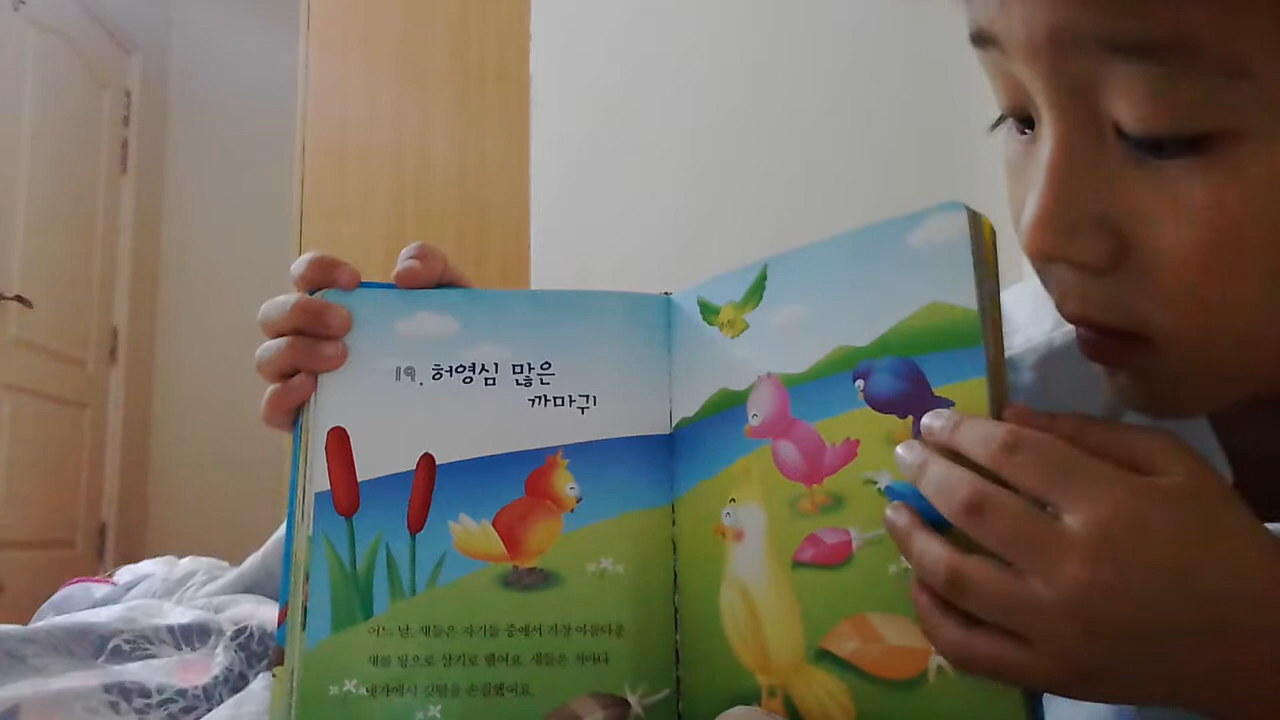 19. 허영심 많은
까마귀
어느 날, 새들은 자기들 중에서 가장 아름다운
새를 왕으로 삼기로 했어요. 새들은 저마다
냇가에서 깃털을 손질했어요.